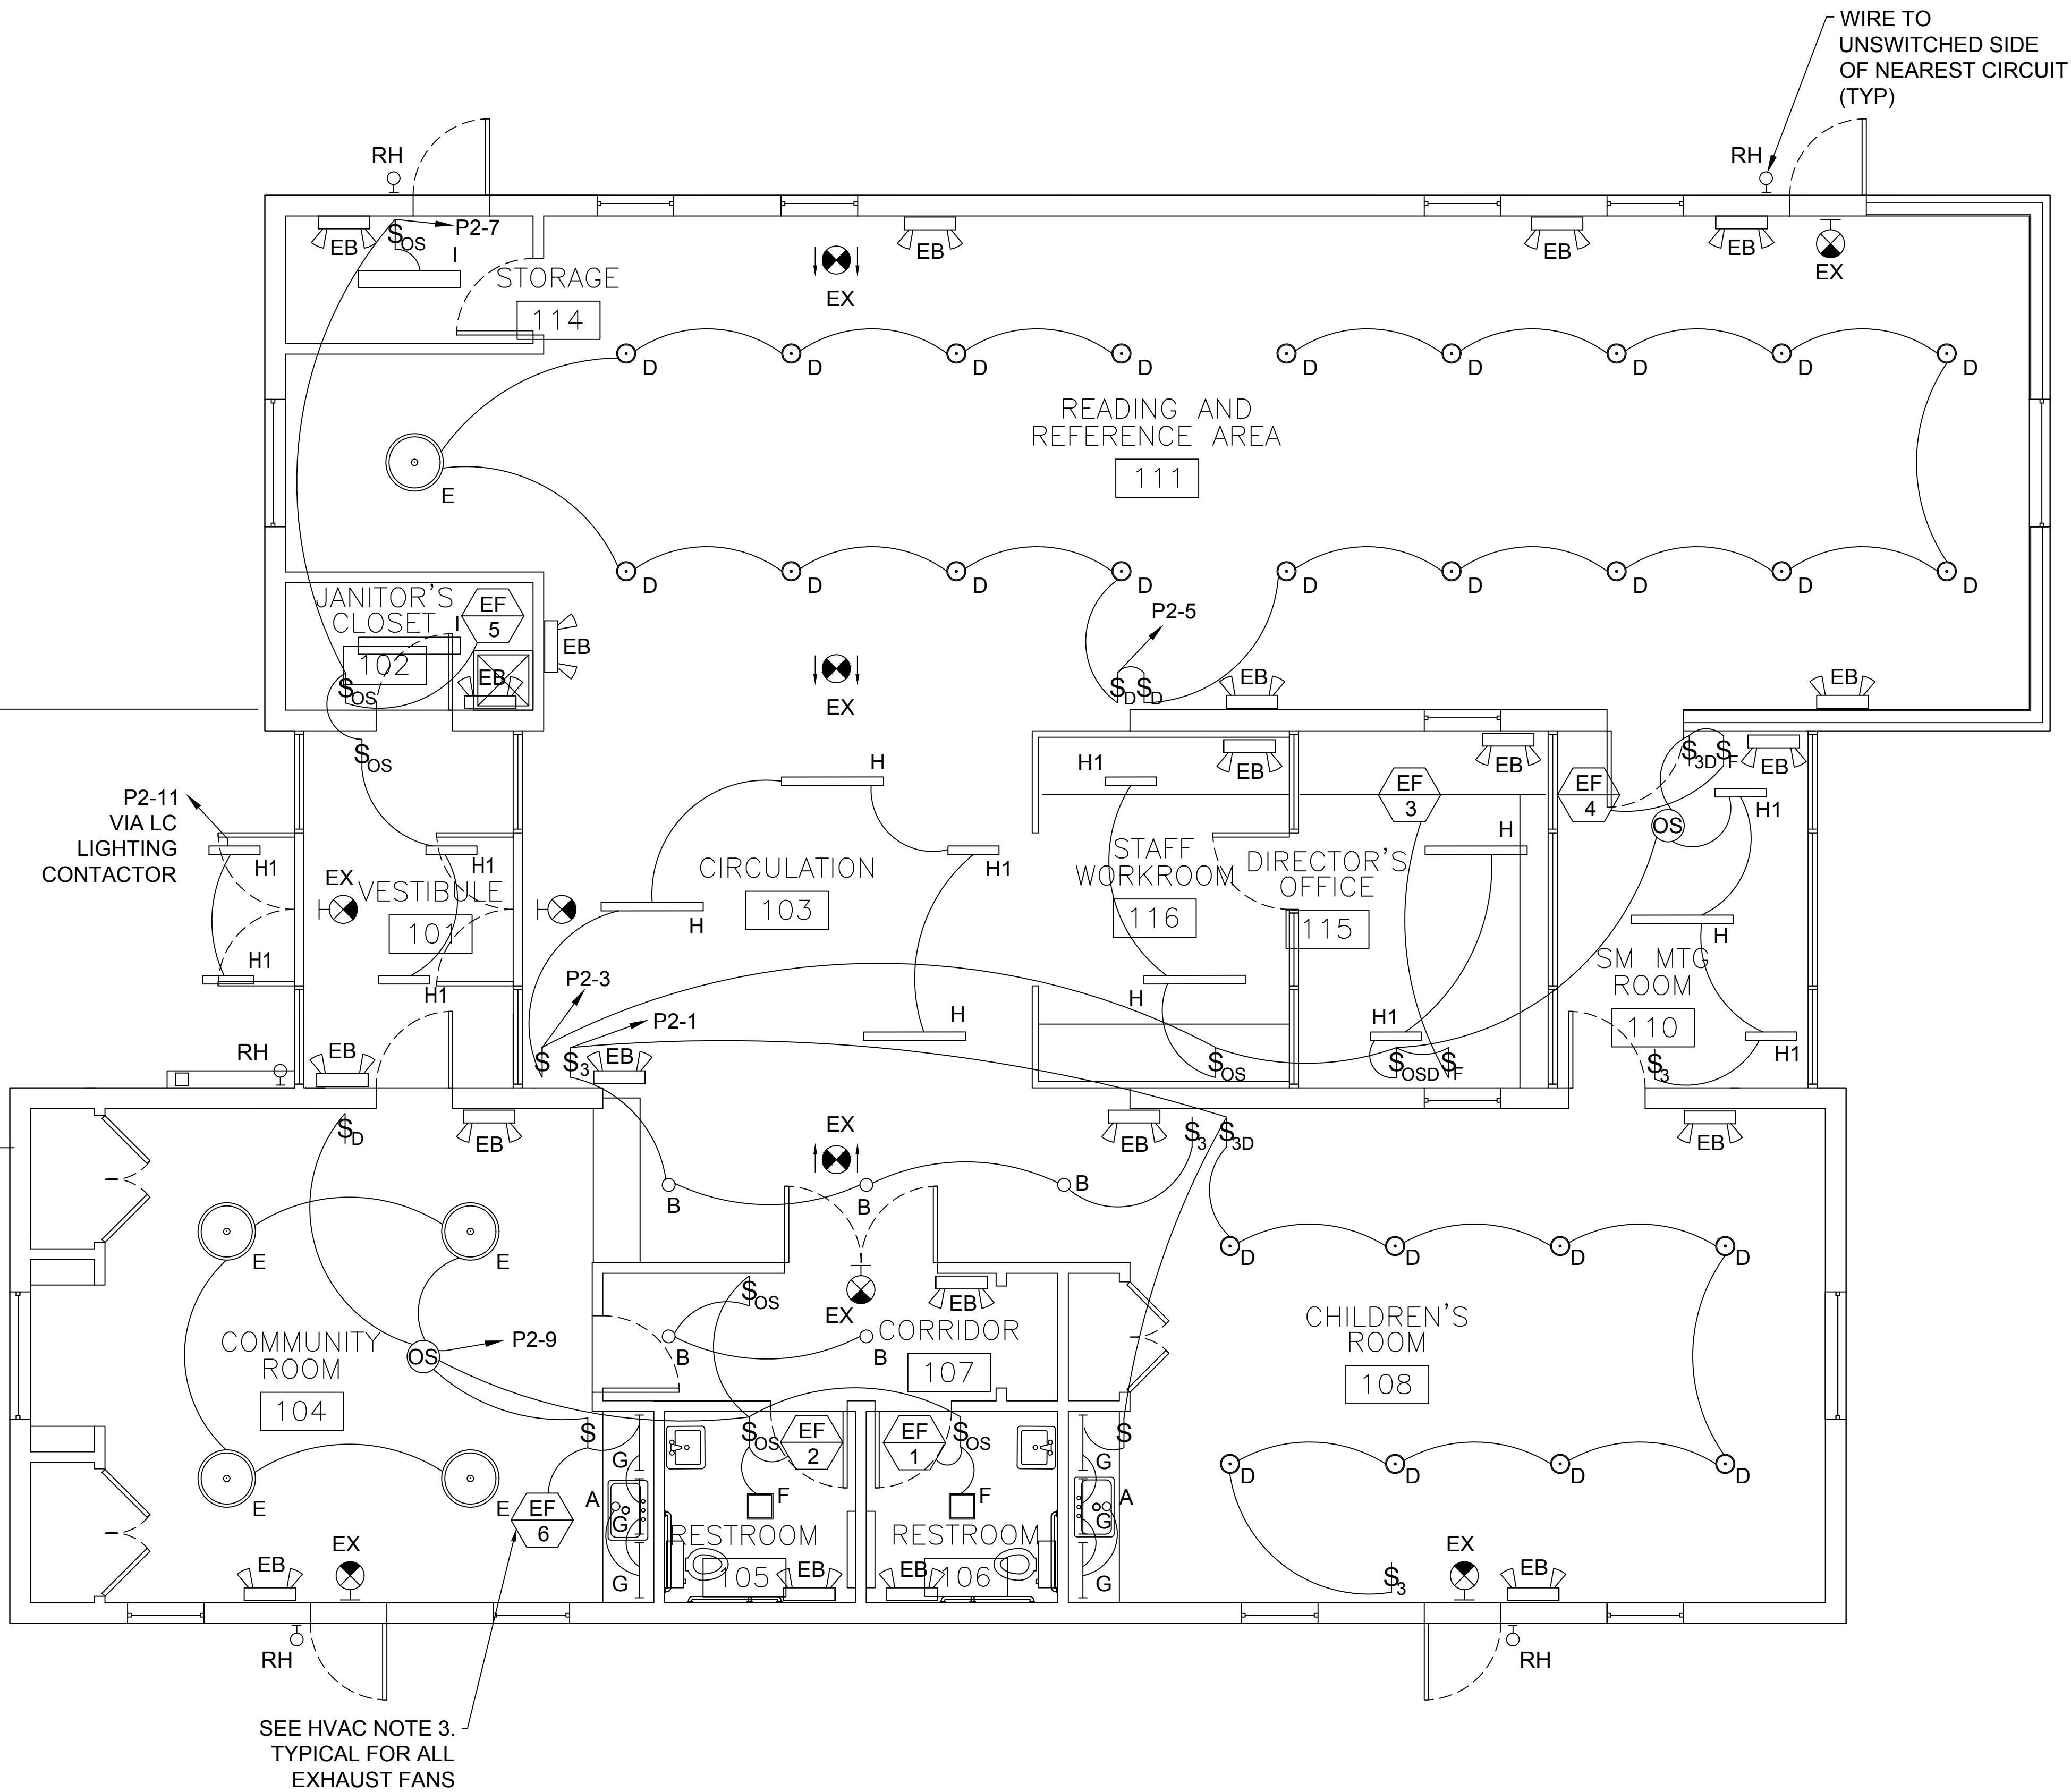 WIRE TO
UNSWITCHED SIDE
OF NEAREST CIRCUIT
(TYP)
RH
RH
EB
$OS
P2-7
I
STORAGE
114
EX
EB
EB
EB
EX
D
D
D
D
D
D
D
D
D
READING AND
REFERENCE AREA
111
E
D
D
D
D
D
D
D
D
D
JANITOR'S
CLOSET
102
I
EF
5
EB
EB
$OS
P2-5
$D
$D
EX
EB
EB
$OS
P2-11
VIA LC
LIGHTING
CONTACTOR
H1
H1
EX
VESTIBULE
101
H1
H1
H
H1
H
CIRCULATION
103
H
P2-3
P2-1
$
$3
EB
RH
EB
H1
EB
STAFF
WORKROOM
116
H
$OS
EB
EF
3
H
DIRECTOR'S
OFFICE
115
H1
$OSD
$F
EF
4
$3D
$F
EB
OS
H1
H
SM MTG
ROOM
110
H1
$3
$D
EB
EX
EB
$3
$3D
EB
B
B
B
E
E
COMMUNITY
ROOM
104
OS
P2-9
E
E
$
EF
6
A
G
G
G
$OS
EX
EB
B
B
CORRIDOR
107
$OS
EF
2
EF
1
$OS
F
F
RESTROOM
105
EB
RESTROOM
106
EB
$
G
A
G
G
D
D
D
D
CHILDREN'S
ROOM
108
D
D
D
D
$3
EX
EB
EB
EX
RH
RH
SEE HVAC NOTE 3.
TYPICAL FOR ALL
EXHAUST FANS